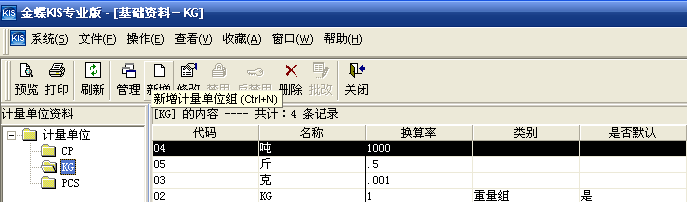 KIS 金蝶KIS专业版 - [基础资料－ KG]
KIS 系统(S) 文件(F) 操作(E) 查看(V) 收藏(A) 窗口(W) 帮助(H)
预览 打印 刷新 管理 新增 修改 禁用 反禁用 删除 批改 关闭
新增计量单位组 (Ctrl+N)
计量单位资料
[KG] 的内容 ---- 共计：4 条记录
计量单位
CP
KG
PCS
代码 名称 换算率 类别 是否默认
04 吨 1000
05 斤 .5
03 克 .001
02 KG 1 重量组 是